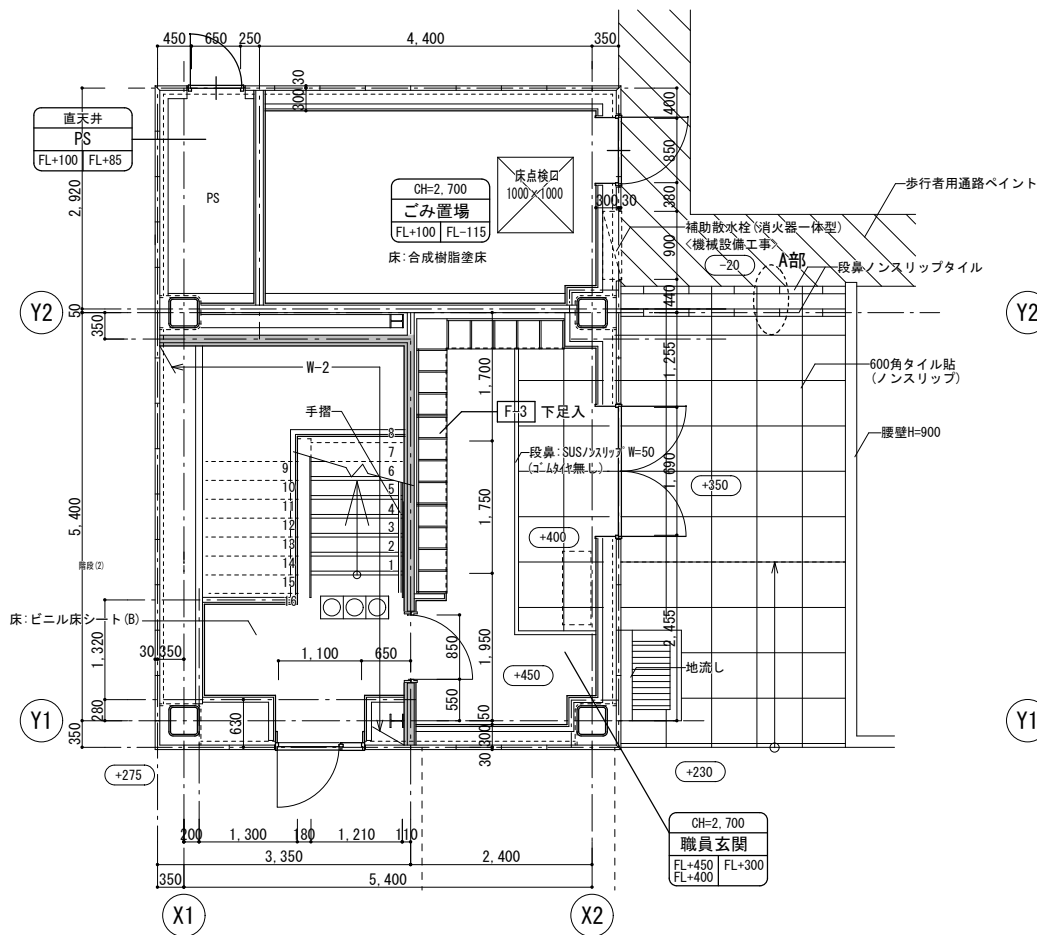 450
650
250
4,400
350
300
30
400
直天井
PS
FL+100
FL+85
2,920
PS
CH=2,700
ごみ置場
FL+100
FL-115
床:合成樹脂塗床
床点検口
1000×1000
850
380
300
30
歩行者用通路ペイント
補助散水栓(消火器一体型)
<機械設備工事>
900
-20
A部
段鼻ノンスリップタイル
440
Y2
50
350
Y2
1,255
W-2
1,700
600角タイル貼
(ノンスリップ)
手摺
F-3
下足入
腰壁H=900
8
7
6
5
4
3
2
1
9
10
11
12
13
14
15
16
段鼻:SUSノンスリップ W=50
(ゴムタイヤ無し)
1,690
+350
1,750
+400
5,400
階段(2)
床:ビニル床シート(B)
1,320
30
350
1,100
650
850
1,950
2,455
地流し
+450
550
280
Y1
350
630
50
300
30
Y1
+275
+230
200
1,300
180
1,210
110
3,350
2,400
350
5,400
CH=2,700
職員玄関
FL+450
FL+400
FL+300
X1
X2